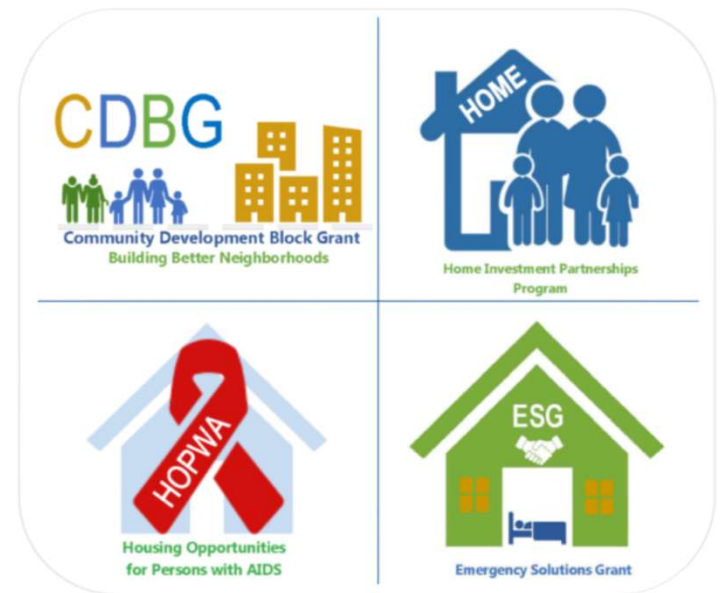 CDBG
Community Development Block Grant
Building Better Neighborhoods
HOME
Home Investment Partnerships
Program
HOPWA
Housing Opportunities
for Persons with AIDS
ESG
Emergency Solutions Grant